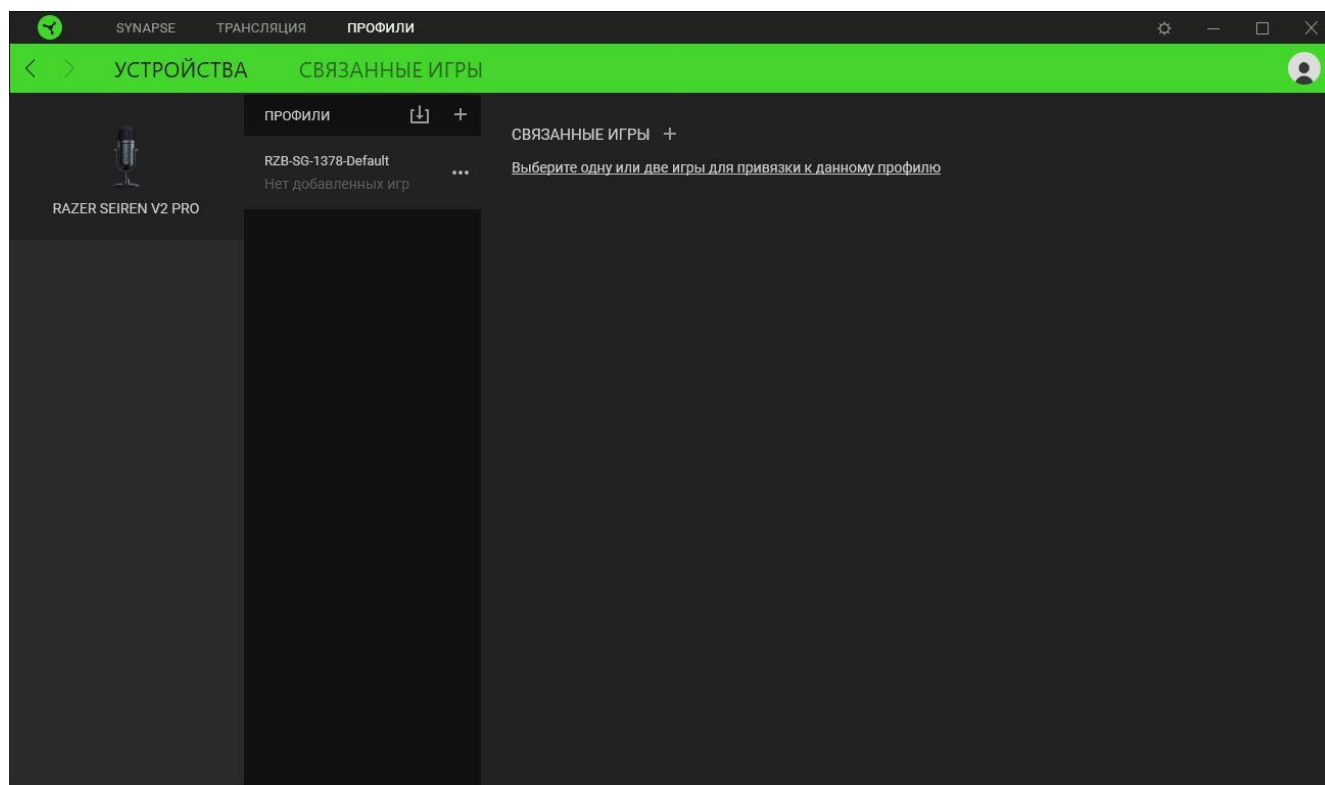 SYNAPSE ТРАНСЛЯЦИЯ ПРОФИЛИ
УСТРОЙСТВА СВЯЗАННЫЕ ИГРЫ
RAZER SEIREN V2 PRO
ПРОФИЛИ
RZB-SG-1378-Default
Нет добавленных игр
СВЯЗАННЫЕ ИГРЫ
Выберите одну или две игры для привязки к данному профилю